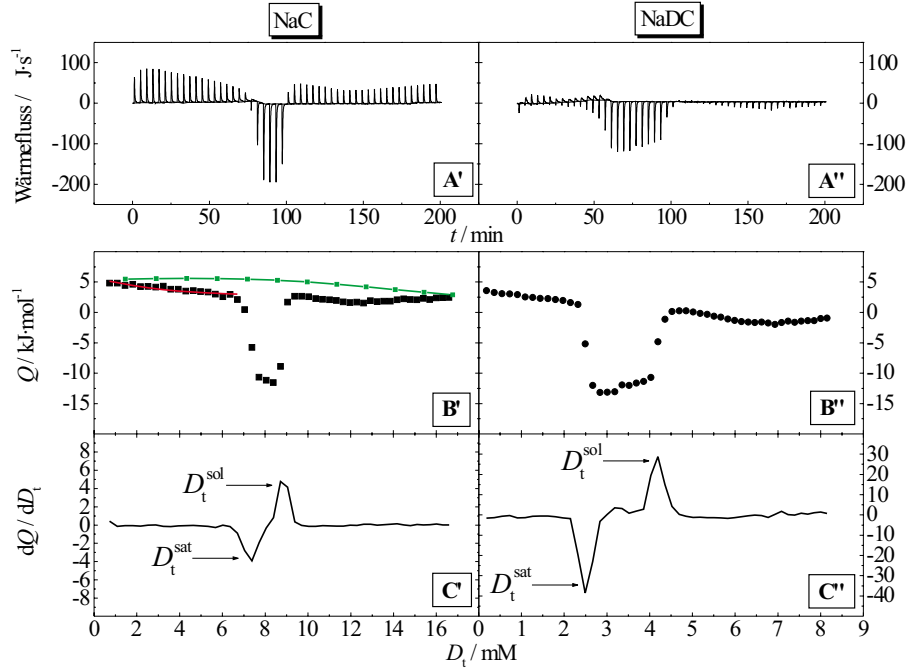 NaC
NaDC
Wärmefluss / J·s⁻¹
100
0
-100
-200
100
0
-100
-200
A'
A''
0 50 100 150 200
0 50 100 150 200
t / min
Q / kJ·mol⁻¹
5
0
-5
-10
-15
5
0
-5
-10
-15
B'
B''
dQ / dDₜ
8
6
4
2
0
-2
-4
-6
-8
30
20
10
0
-10
-20
-30
-40
Dₜ^sol
Dₜ^sat
Dₜ^sol
Dₜ^sat
C'
C''
0 2 4 6 8 10 12 14 16
0 1 2 3 4 5 6 7 8 9
Dₜ / mM